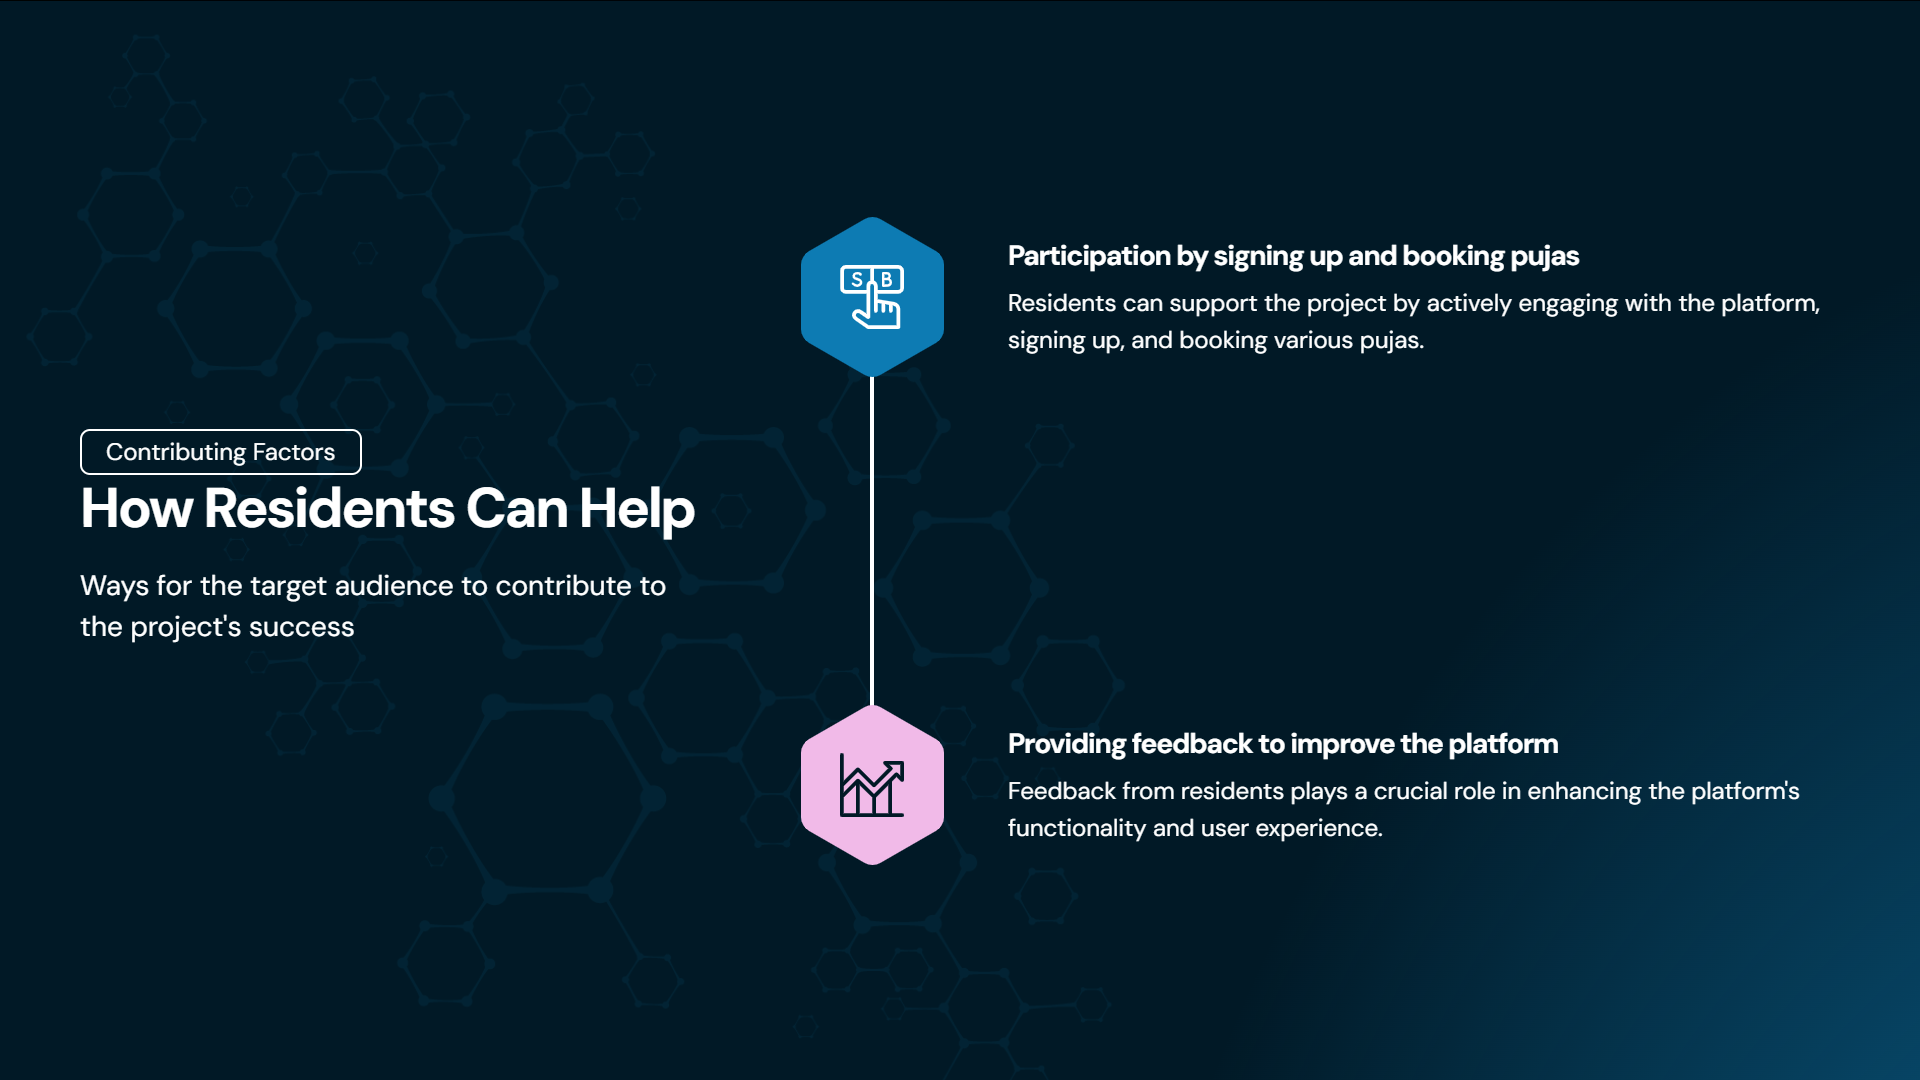 Contributing Factors
How Residents Can Help
Ways for the target audience to contribute to
the project's success
S B
Participation by signing up and booking pujas
Residents can support the project by actively engaging with the platform,
signing up, and booking various pujas.
Providing feedback to improve the platform
Feedback from residents plays a crucial role in enhancing the platform's
functionality and user experience.